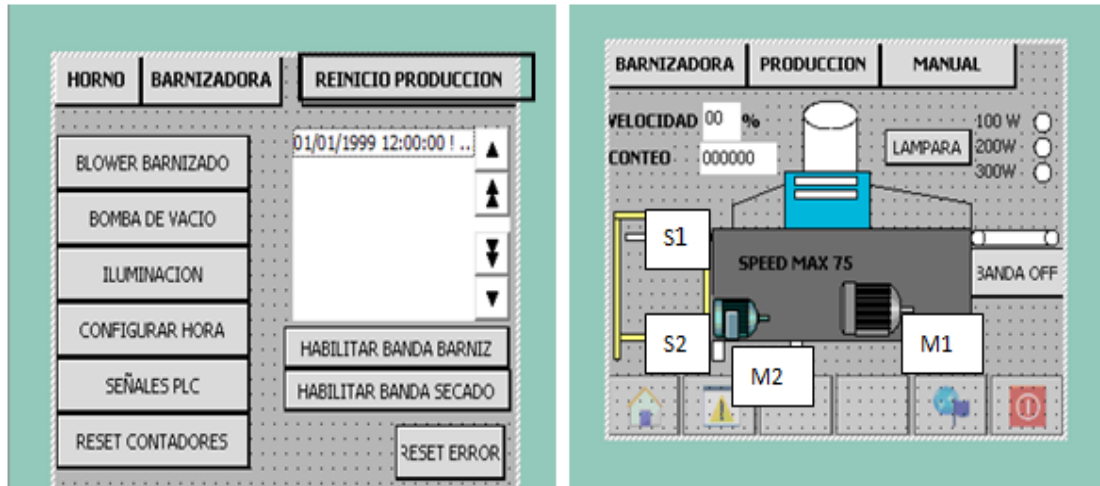 HORNO BARNIZADORA REINICIO PRODUCCION
01/01/1999 12:00:00 ! ..
BLOWER BARNIZADO
BOMBA DE VACIO
ILUMINACION
CONFIGURAR HORA
SEÑALES PLC
RESET CONTADORES
HABILITAR BANDA BARNIZ
HABILITAR BANDA SECADO
RESET ERROR
BARNIZADORA PRODUCCION MANUAL
VELOCIDAD 00 %
CONTEO 000000
LAMPARA
100 W
200W
300W
S1
SPEED MAX 75
BANDA OFF
S2
M2
M1